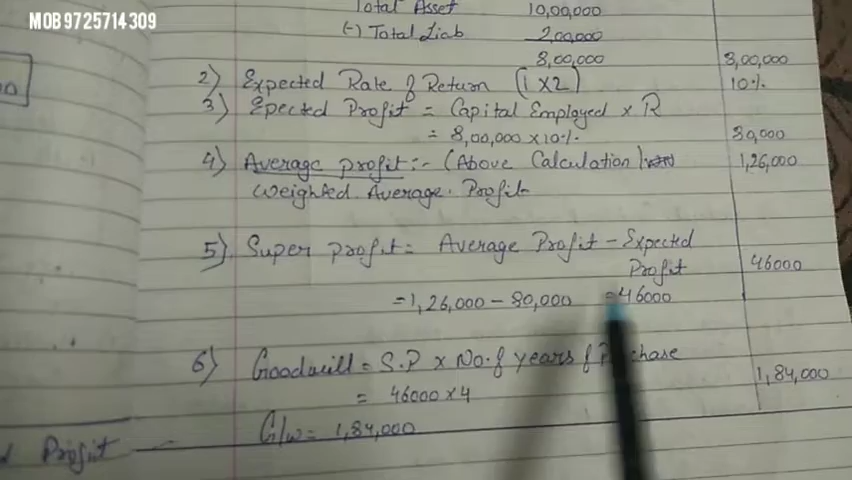 MOB 9725714309
Total Asset 10,00,000
(-) Total Liab 2,00,000
8,00,000 8,00,000
2) Expected Rate of Return (1 X 2) 10%
3) Epected Profit = Capital Employed x R
= 8,00,000 x 10%. 80,000
4) Average profit :- (Above Calculation) 1,26,000
Weighted Average. Profit
5) Super profit = Average Profit - Expected
Profit 46000
= 1,26,000 - 80,000 = 46000
6) Goodwill = S.P x No. of years of Purchase
1,84,000
= 46000 x 4
G/w = 1,84,000
Profit